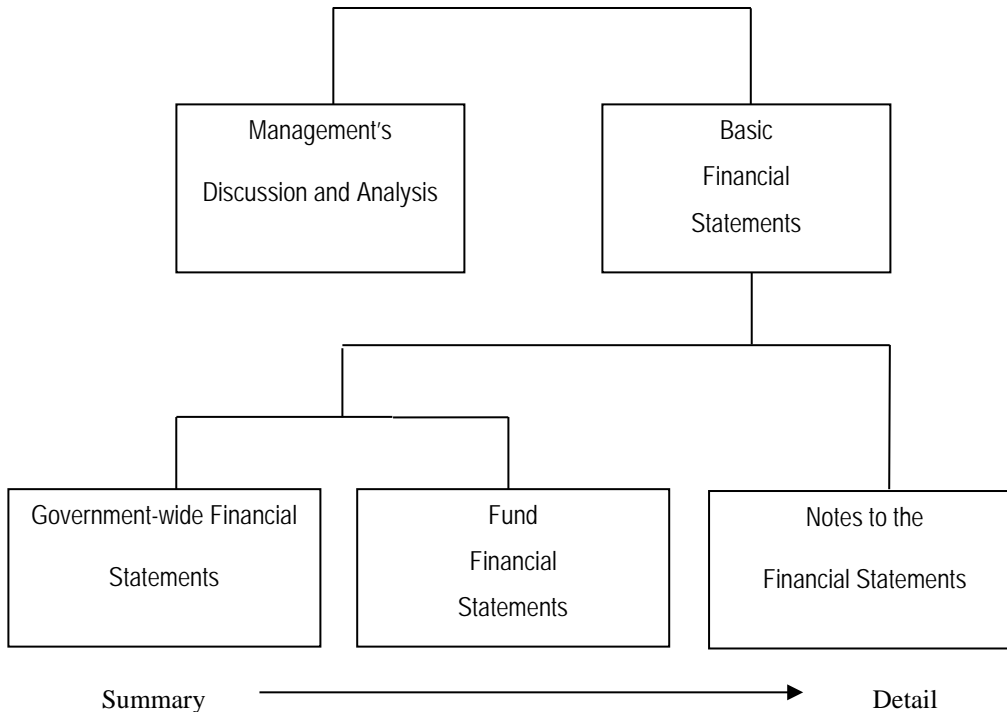 Management's
Discussion and Analysis
Basic
Financial
Statements
Government-wide Financial
Statements
Fund
Financial
Statements
Notes to the
Financial Statements
Summary
Detail